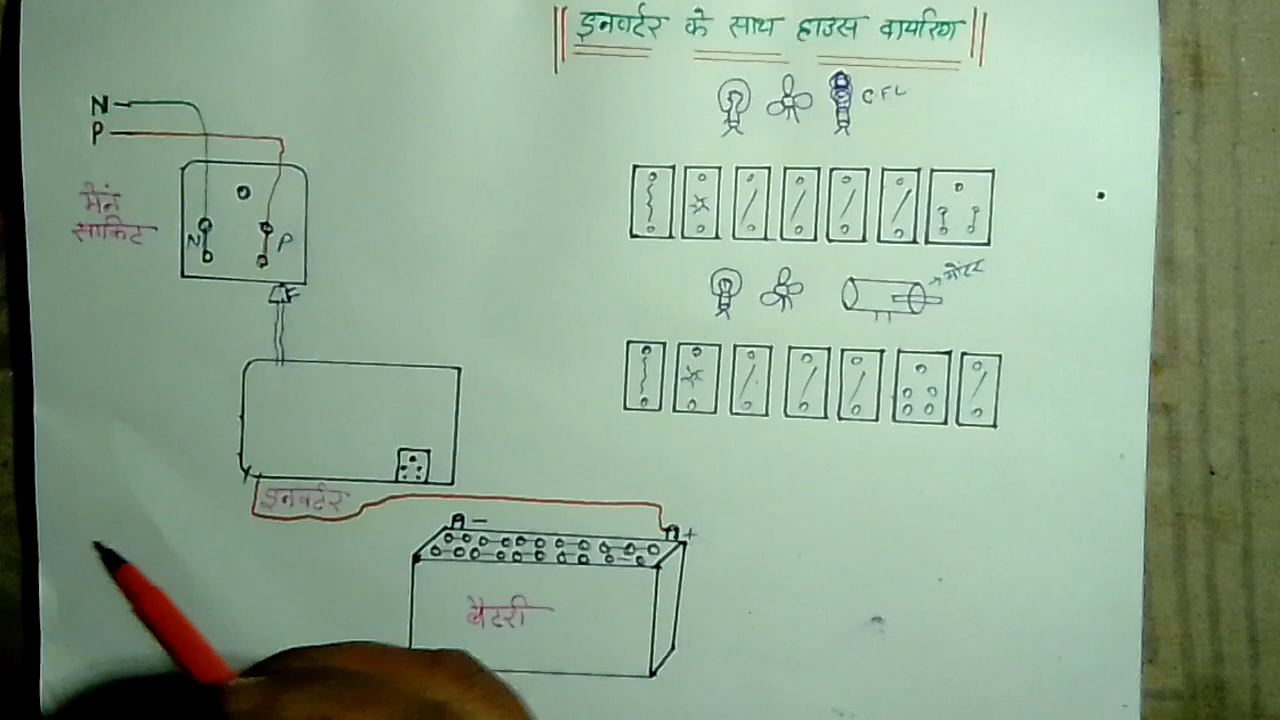 इनवर्टर के साथ हाउस वायरिंग
CFL
N
P
मेनं
साकिट
N
P
मोटर
इनवर्टर
−
+
बैटरी